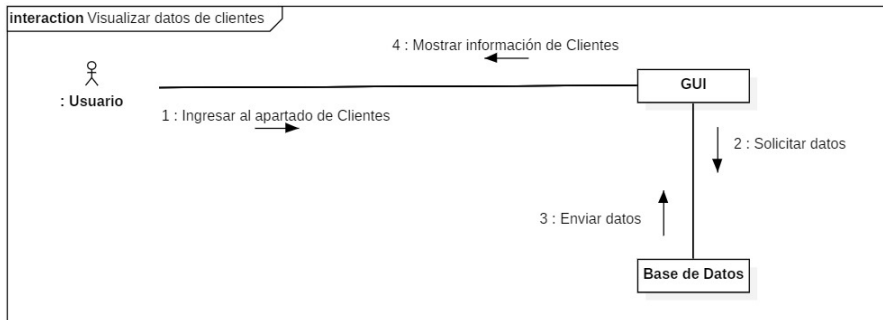 interaction Visualizar datos de clientes
4 : Mostrar información de Clientes
: Usuario
GUI
1 : Ingresar al apartado de Clientes
2 : Solicitar datos
3 : Enviar datos
Base de Datos